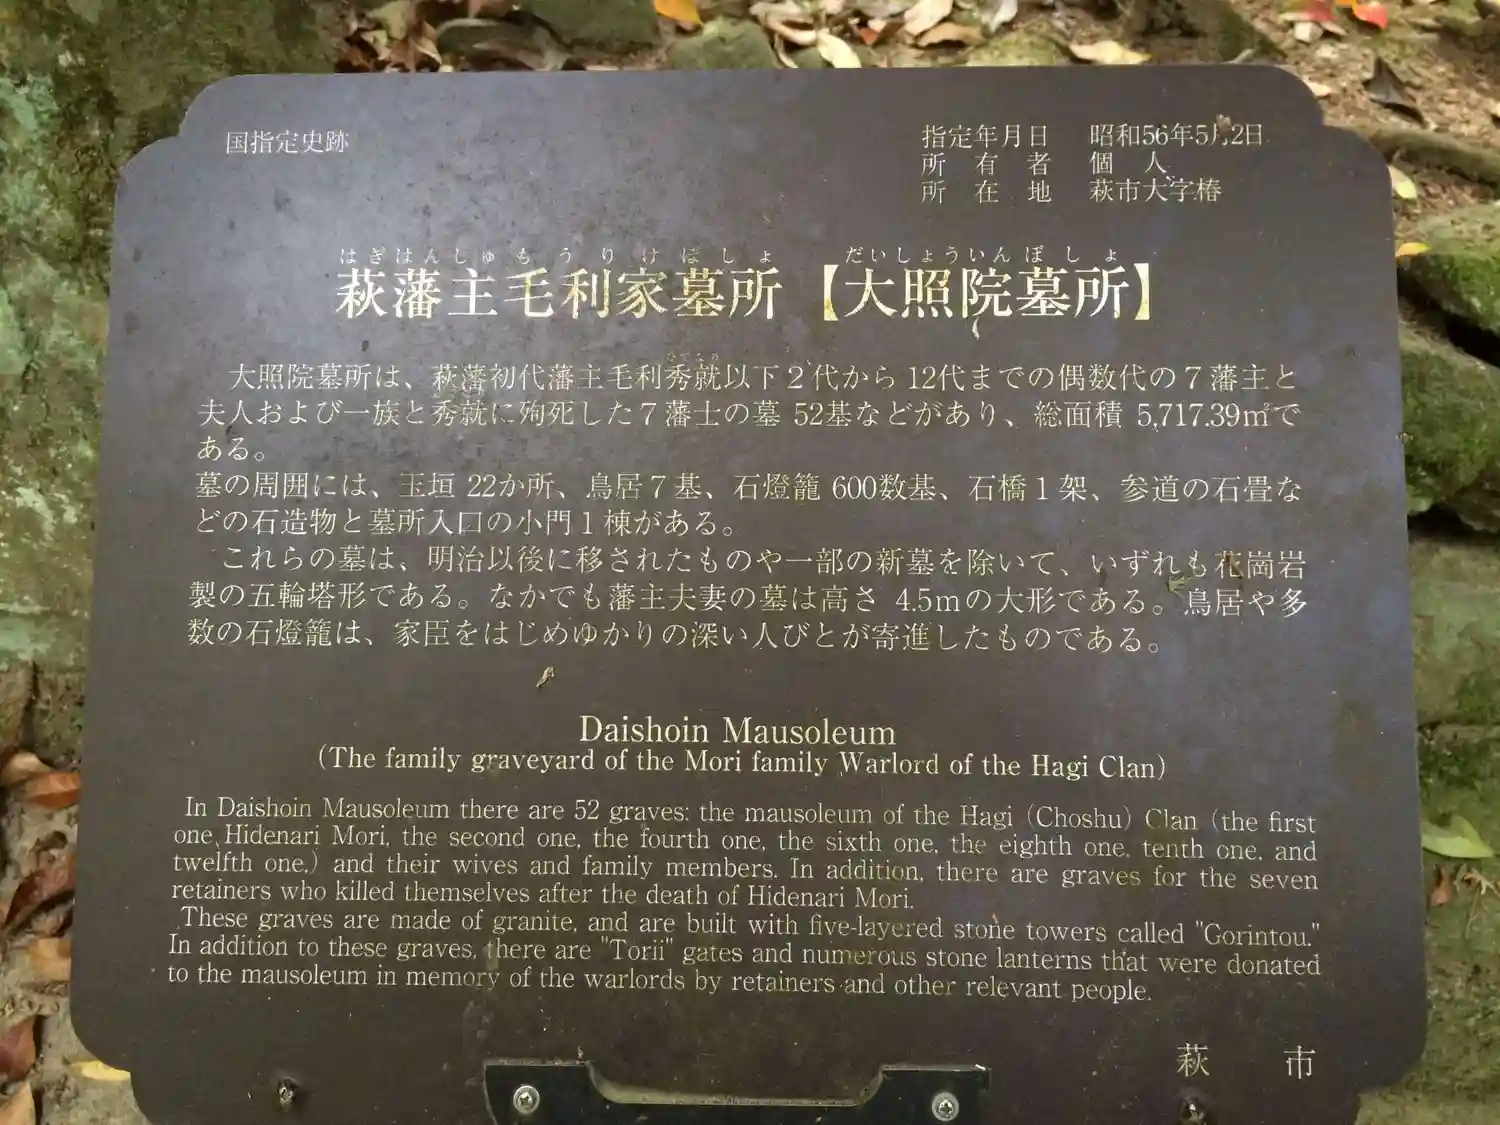 国指定史跡
指定年月日 昭和56年5月2日
所有者 個人
所在地 萩市大字椿
はぎはんしゅもうりけぼしょ だいしょういんぼしょ
萩藩主毛利家墓所【大照院墓所】
ひでなり
大照院墓所は、萩藩初代藩主毛利秀就以下2代から12代までの偶数代の7藩主と
夫人および一族と秀就に殉死した7藩士の墓 52基などがあり、総面積 5,717.39㎡で
ある。
墓の周囲には、玉垣 22か所、鳥居7基、石燈籠 600数基、石橋1架、参道の石畳な
どの石造物と墓所入口の小門1棟がある。
これらの墓は、明治以後に移されたものや一部の新墓を除いて、いずれも花崗岩
製の五輪塔形である。なかでも藩主夫妻の墓は高さ 4.5mの大形である。鳥居や多
数の石燈籠は、家臣をはじめゆかりの深い人びとが寄進したものである。
Daishoin Mausoleum
(The family graveyard of the Mori family Warlord of the Hagi Clan)
In Daishoin Mausoleum there are 52 graves: the mausoleum of the Hagi (Choshu) Clan (the first
one, Hidenari Mori, the second one, the fourth one, the sixth one, the eighth one, tenth one, and
twelfth one,) and their wives and family members. In addition, there are graves for the seven
retainers who killed themselves after the death of Hidenari Mori.
These graves are made of granite, and are built with five-layered stone towers called "Gorintou."
In addition to these graves, there are "Torii" gates and numerous stone lanterns that were donated
to the mausoleum in memory of the warlords by retainers and other relevant people.
萩市